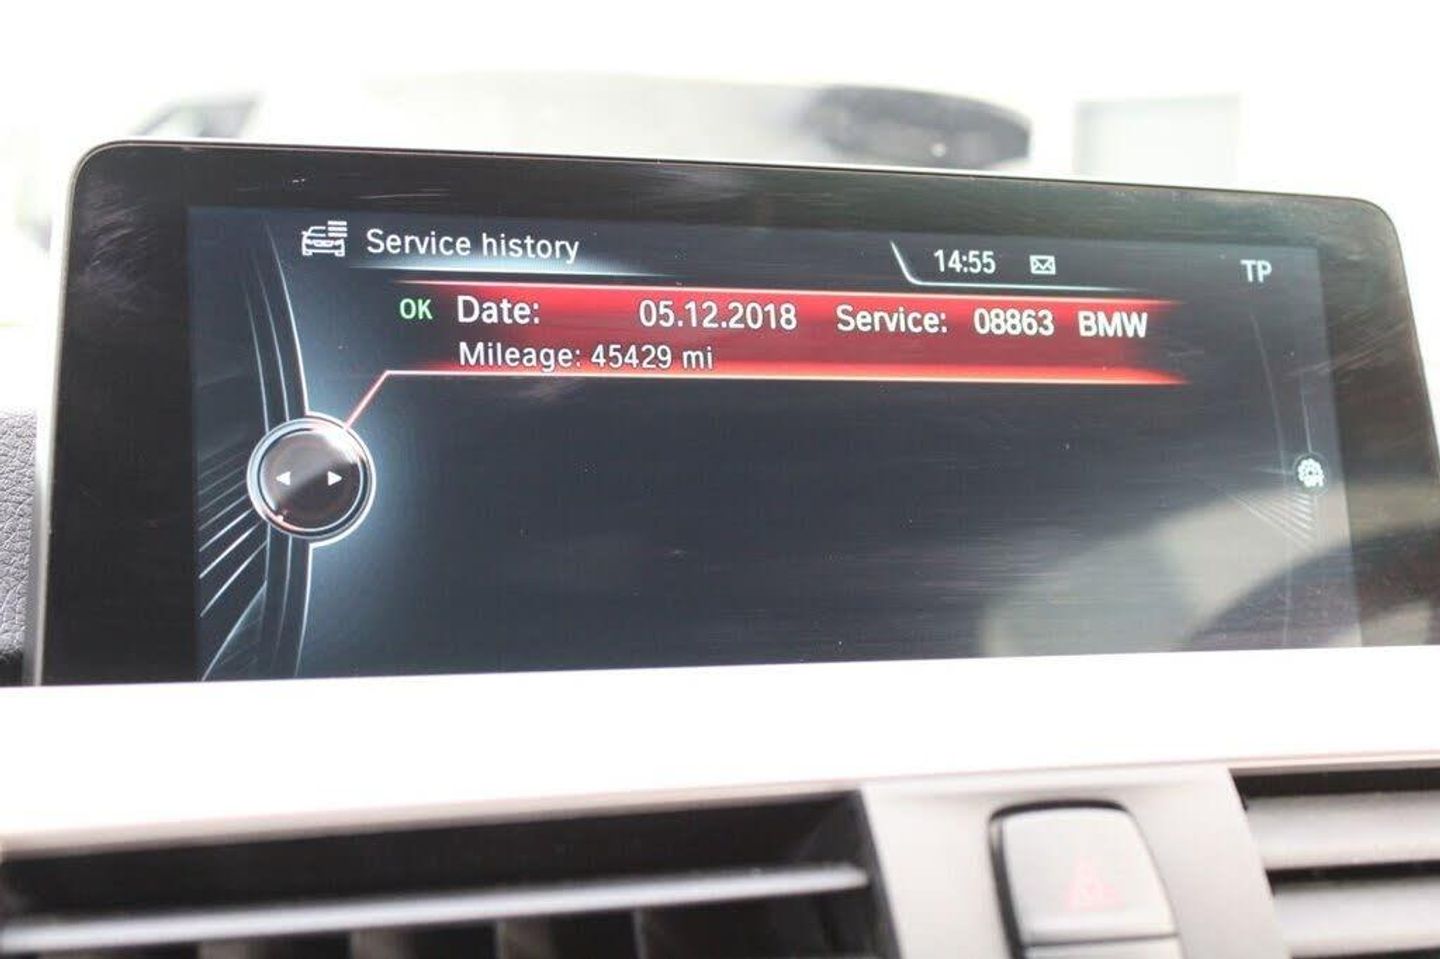 Service history
14:55
TP
OK Date: 05.12.2018 Service: 08863 BMW
Mileage: 45429 mi